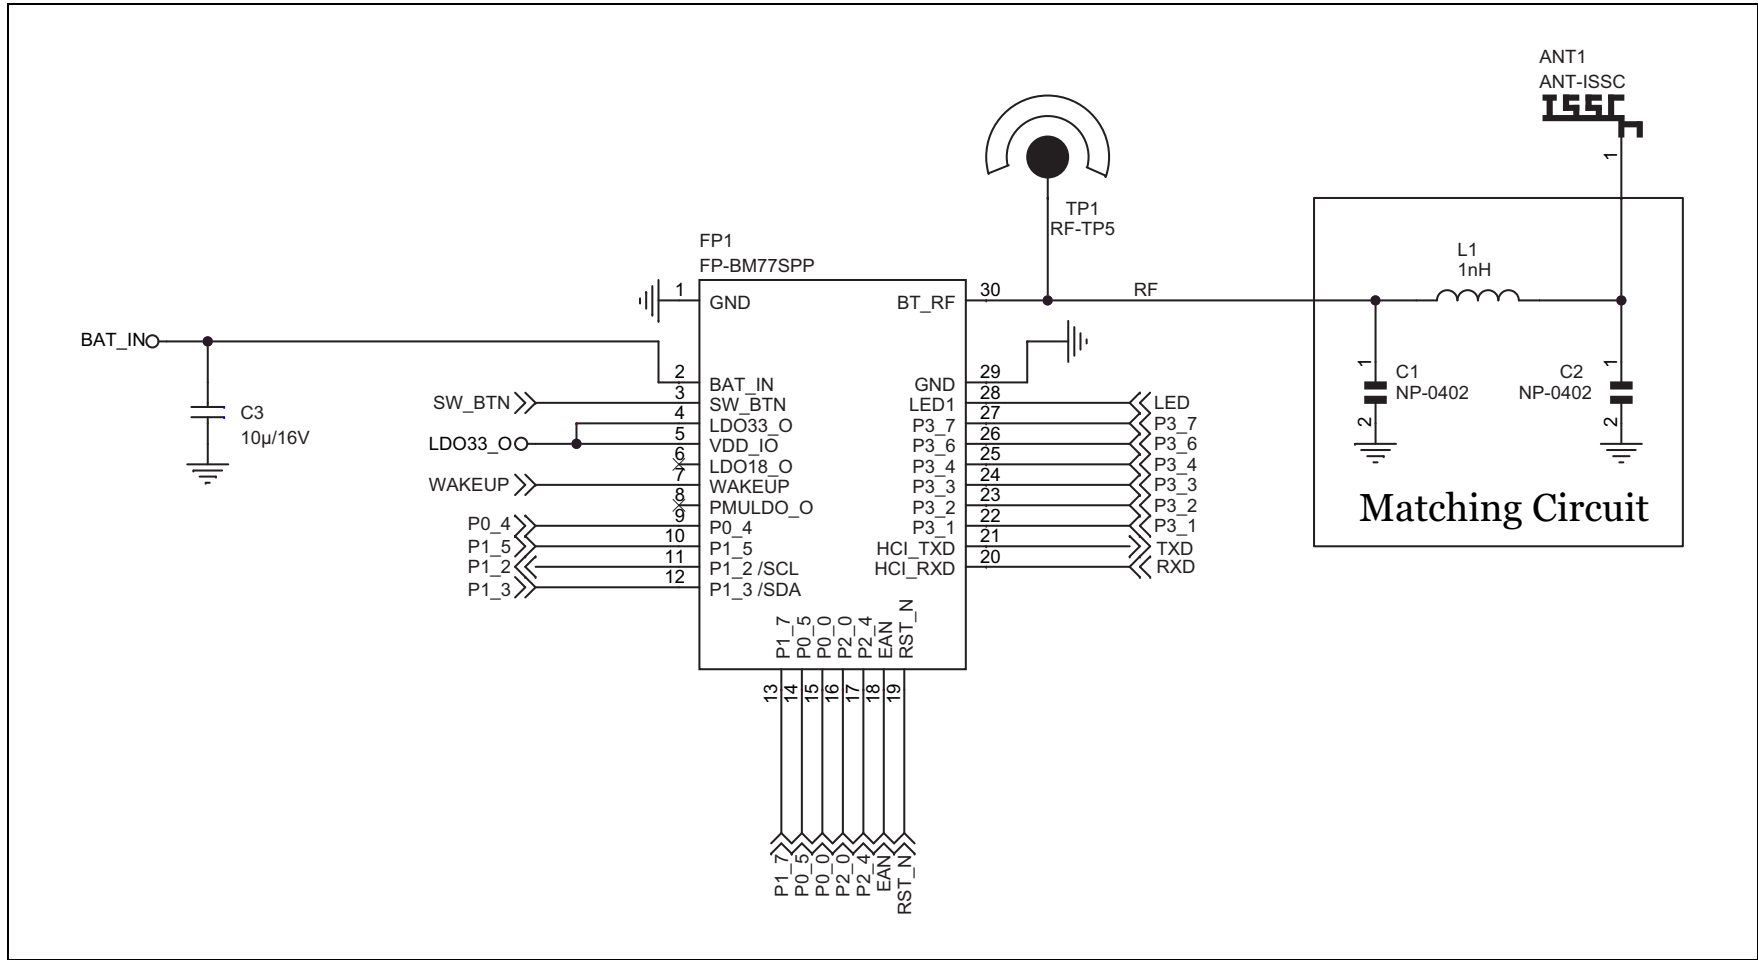 ANT1
ANT-ISSC
ISSC
1
TP1
RF-TP5
FP1
FP-BM77SPP
L1
1nH
1
GND
BT_RF
30
RF
BAT_IN
2
BAT_IN
GND
29
SW_BTN
3
SW_BTN
LED1
28
LED
4
LDO33_O
P3_7
27
P3_7
LDO33_O
5
VDD_IO
P3_6
26
P3_6
6
LDO18_O
P3_4
25
P3_4
WAKEUP
7
WAKEUP
P3_3
24
P3_3
8
PMULDO_O
P3_2
23
P3_2
P0_4
9
P0_4
P3_1
22
P3_1
P1_5
10
P1_5
HCI_TXD
21
TXD
P1_2
11
P1_2 /SCL
HCI_RXD
20
RXD
P1_3
12
P1_3 /SDA
C3
10µ/16V
1
C1
NP-0402
2
1
C2
NP-0402
2
Matching Circuit
P1_7
P0_5
P0_0
P2_0
P2_4
EAN
RST_N
13
14
15
16
17
18
19
P1_7
P0_5
P0_0
P2_0
P2_4
EAN
RST_N